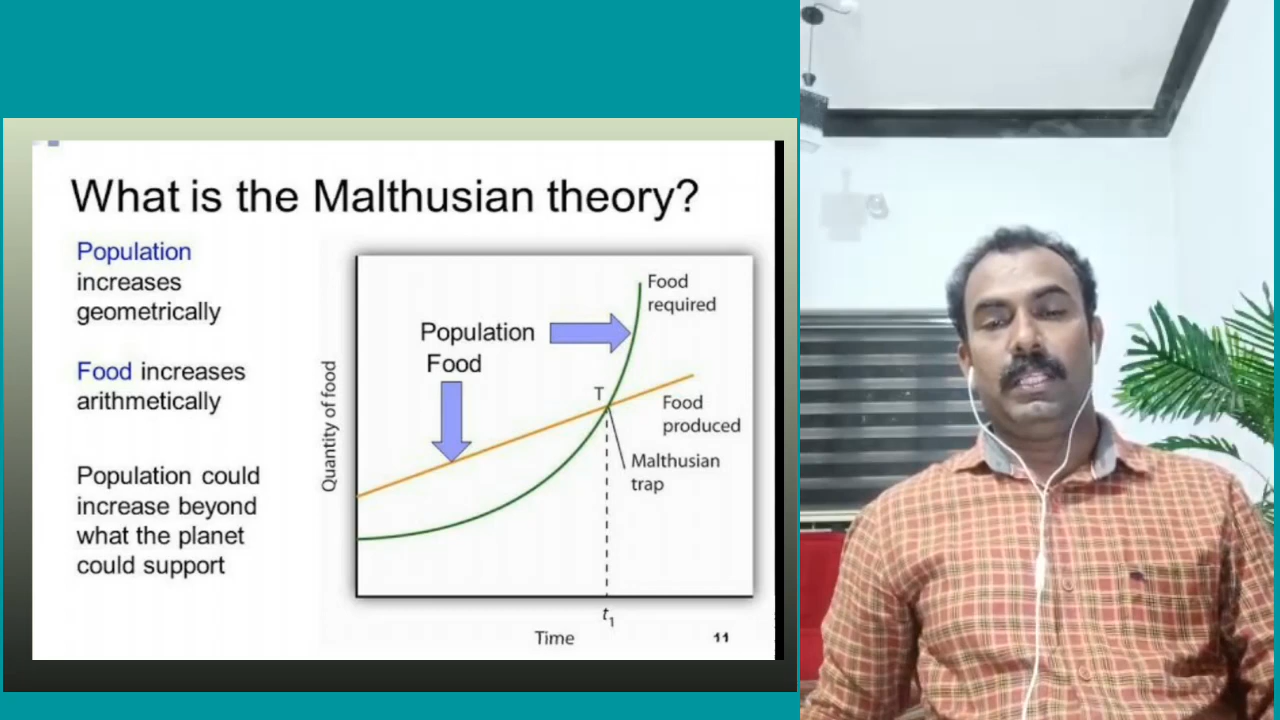 What is the Malthusian theory?
Population
increases
geometrically
Food increases
arithmetically
Population could
increase beyond
what the planet
could support
Quantity of food
Population
Food
Food
required
T
Food
produced
Malthusian
trap
t1
Time
11